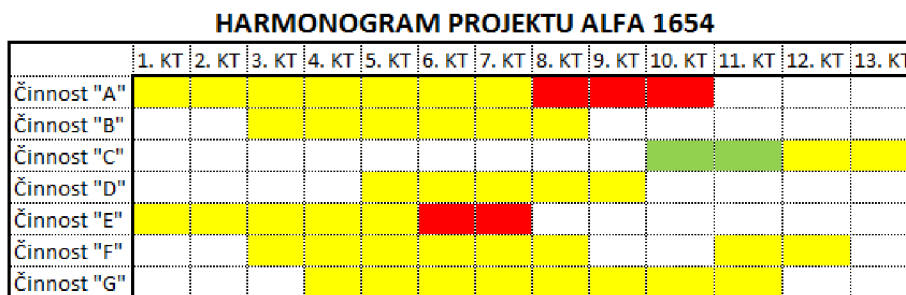 HARMONOGRAM PROJEKTU ALFA 1654
1. KT 2. KT 3. KT 4. KT 5. KT 6. KT 7. KT 8. KT 9. KT 10. KT 11. KT 12. KT 13. KT
Činnost "A"
Činnost "B"
Činnost "C"
Činnost "D"
Činnost "E"
Činnost "F"
Činnost "G"